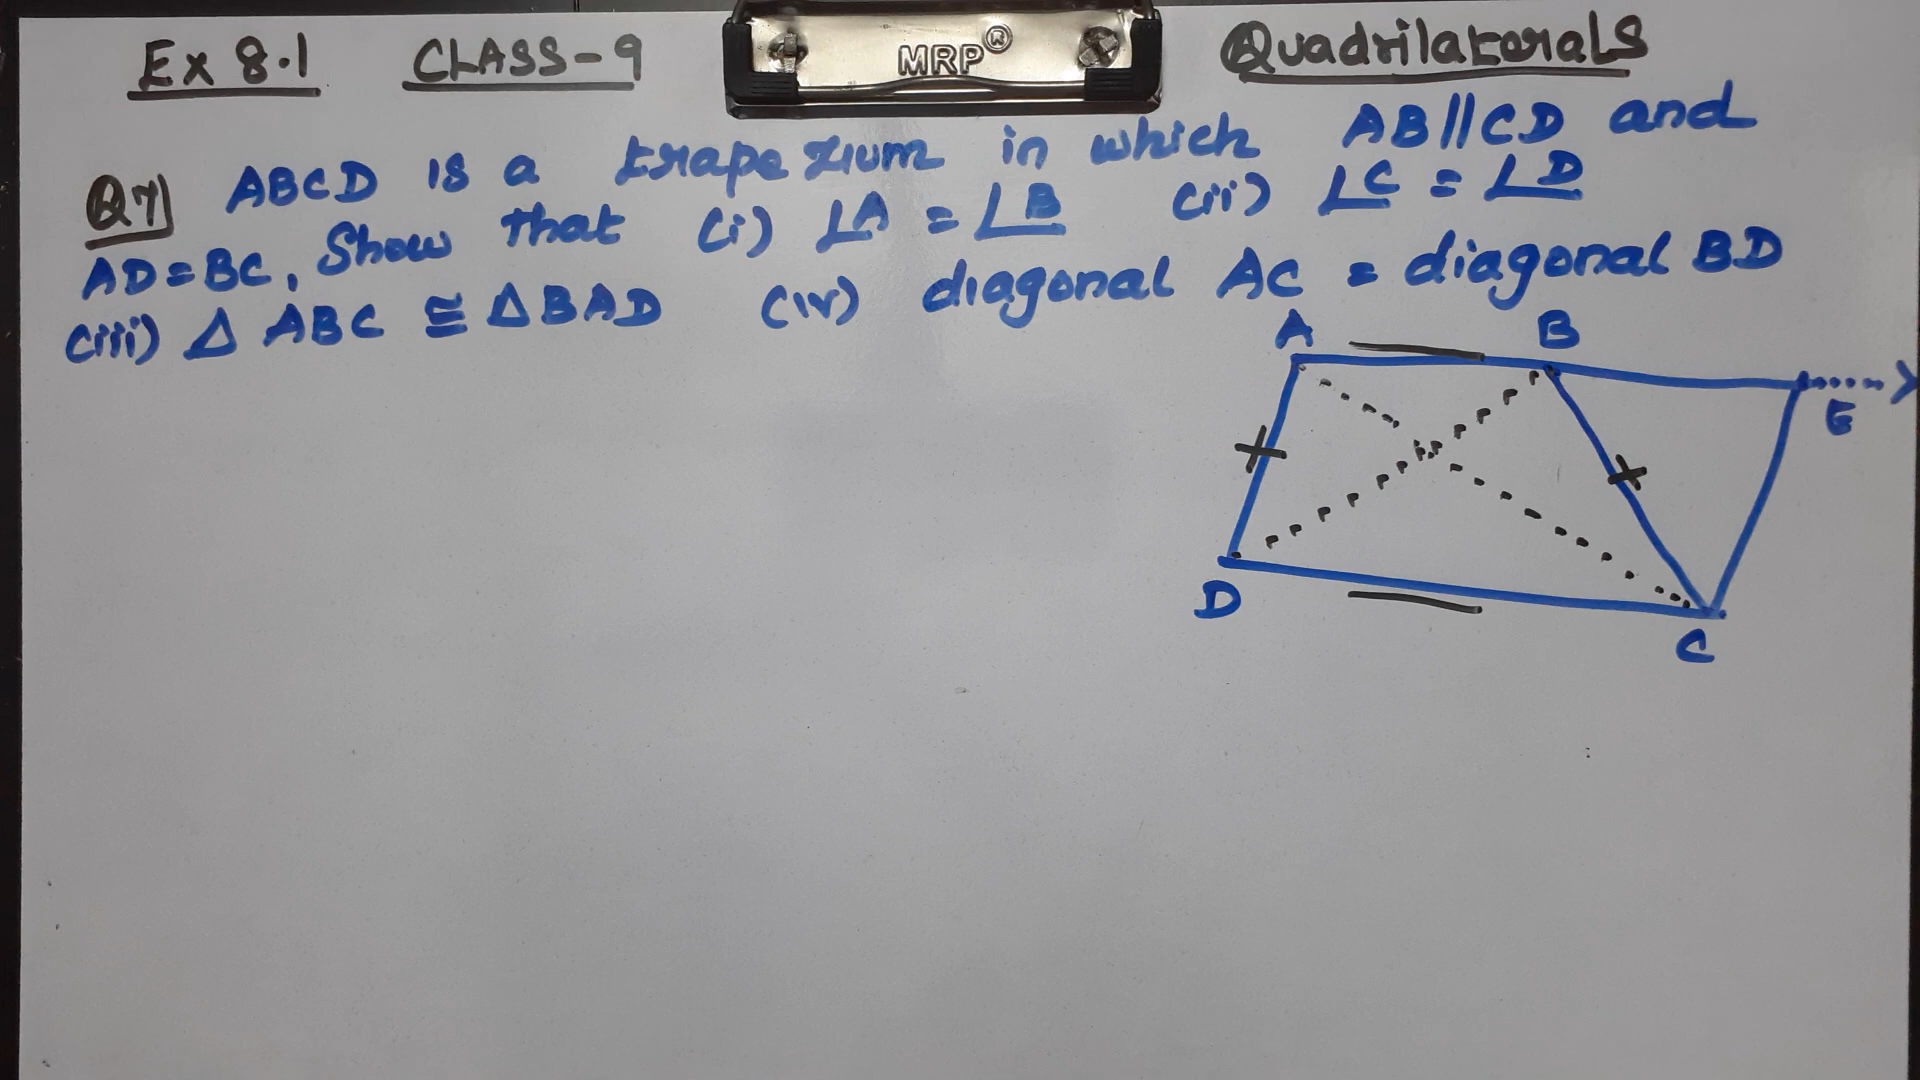 Ex 8.1 CLASS-9 MRP® Quadrilaterals
Q7] ABCD is a trapezium in which AB||CD and
AD=BC, Show that (i) ∠A = ∠B (ii) ∠C = ∠D
(iii) Δ ABC ≅ ΔBAD (iv) diagonal AC = diagonal BD
A B
E
D
C